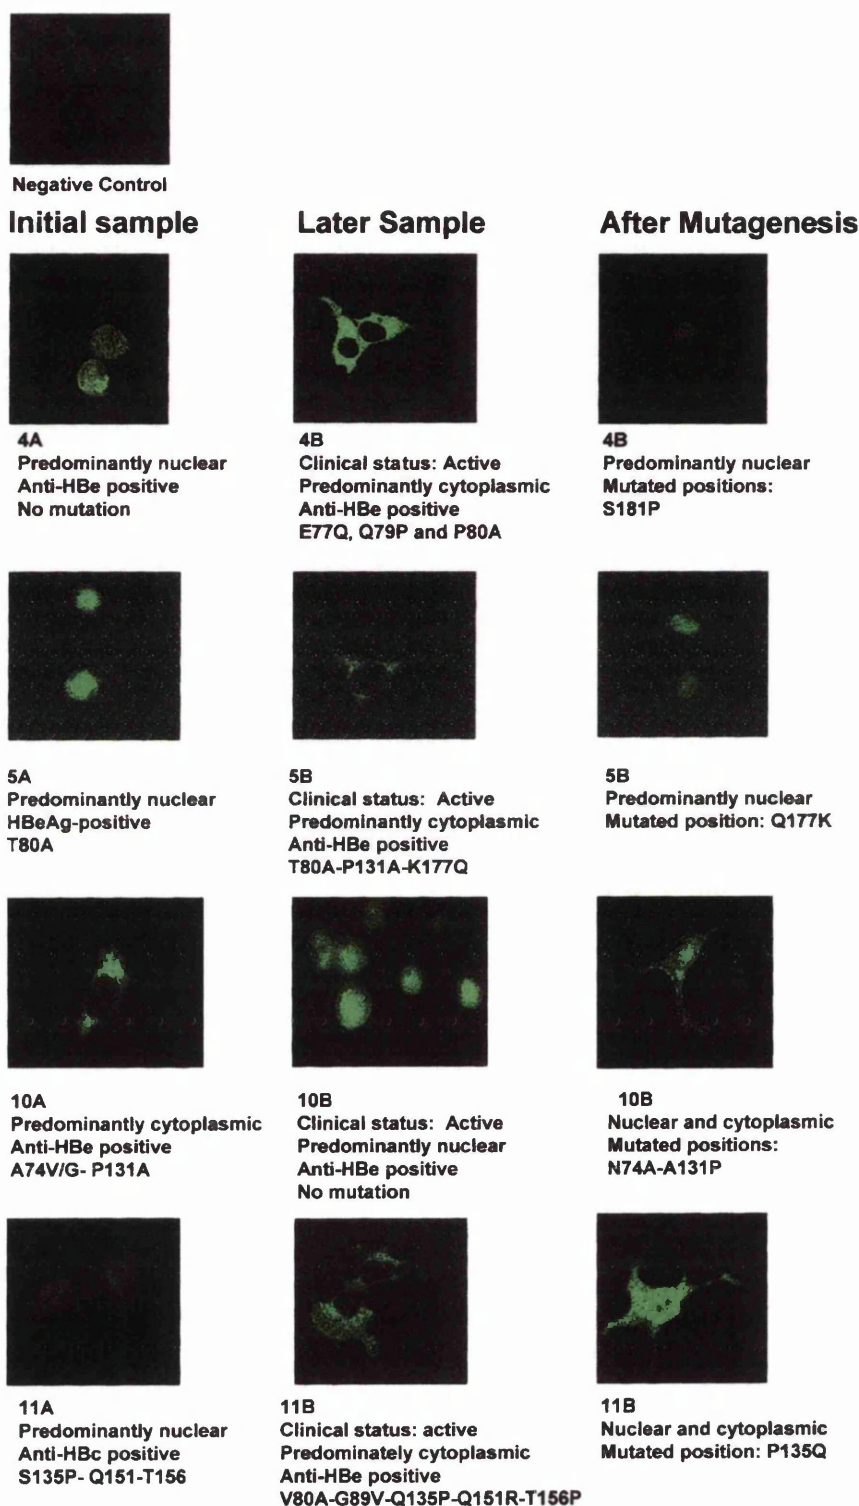 Negative Control
Initial sample
Later Sample
After Mutagenesis
4A
Predominantly nuclear
Anti-HBe positive
No mutation
4B
Clinical status: Active
Predominantly cytoplasmic
Anti-HBe positive
E77Q, Q79P and P80A
4B
Predominantly nuclear
Mutated positions:
S181P
5A
Predominantly nuclear
HBeAg-positive
T80A
5B
Clinical status: Active
Predominantly cytoplasmic
Anti-HBe positive
T80A-P131A-K177Q
5B
Predominantly nuclear
Mutated position: Q177K
10A
Predominantly cytoplasmic
Anti-HBe positive
A74V/G- P131A
10B
Clinical status: Active
Predominantly nuclear
Anti-HBe positive
No mutation
10B
Nuclear and cytoplasmic
Mutated positions:
N74A-A131P
11A
Predominantly nuclear
Anti-HBc positive
S135P- Q151-T156
11B
Clinical status: active
Predominately cytoplasmic
Anti-HBe positive
V80A-G89V-Q135P-Q151R-T156P
11B
Nuclear and cytoplasmic
Mutated position: P135Q